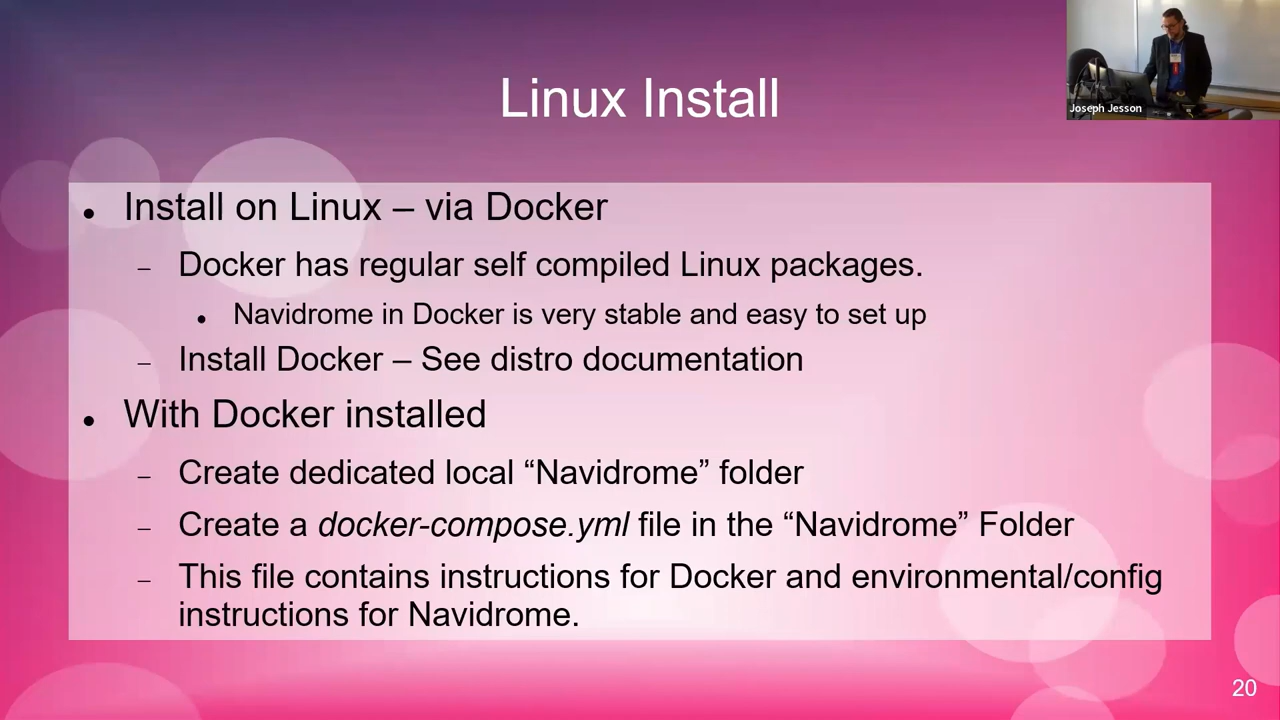 Linux Install
Joseph Jesson
Install on Linux – via Docker
Docker has regular self compiled Linux packages.
Navidrome in Docker is very stable and easy to set up
Install Docker – See distro documentation
With Docker installed
Create dedicated local “Navidrome” folder
Create a docker-compose.yml file in the “Navidrome” Folder
This file contains instructions for Docker and environmental/config
instructions for Navidrome.
20